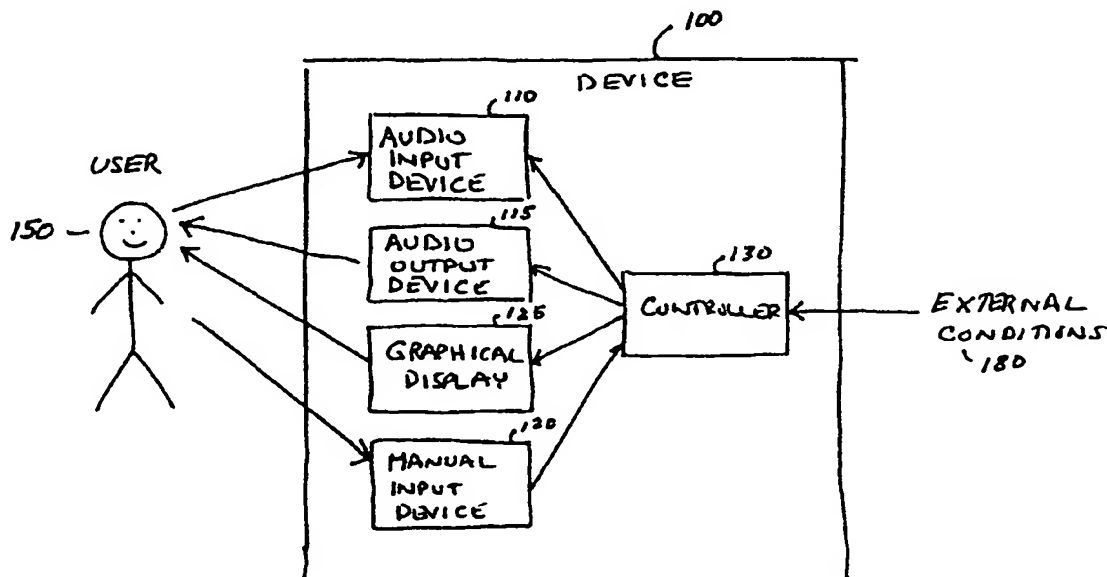 100
DEVICE
110
AUDIO
INPUT
DEVICE
USER
150
115
AUDIO
OUTPUT
DEVICE
130
CONTROLLER
EXTERNAL
CONDITIONS
180
125
GRAPHICAL
DISPLAY
120
MANUAL
INPUT
DEVICE